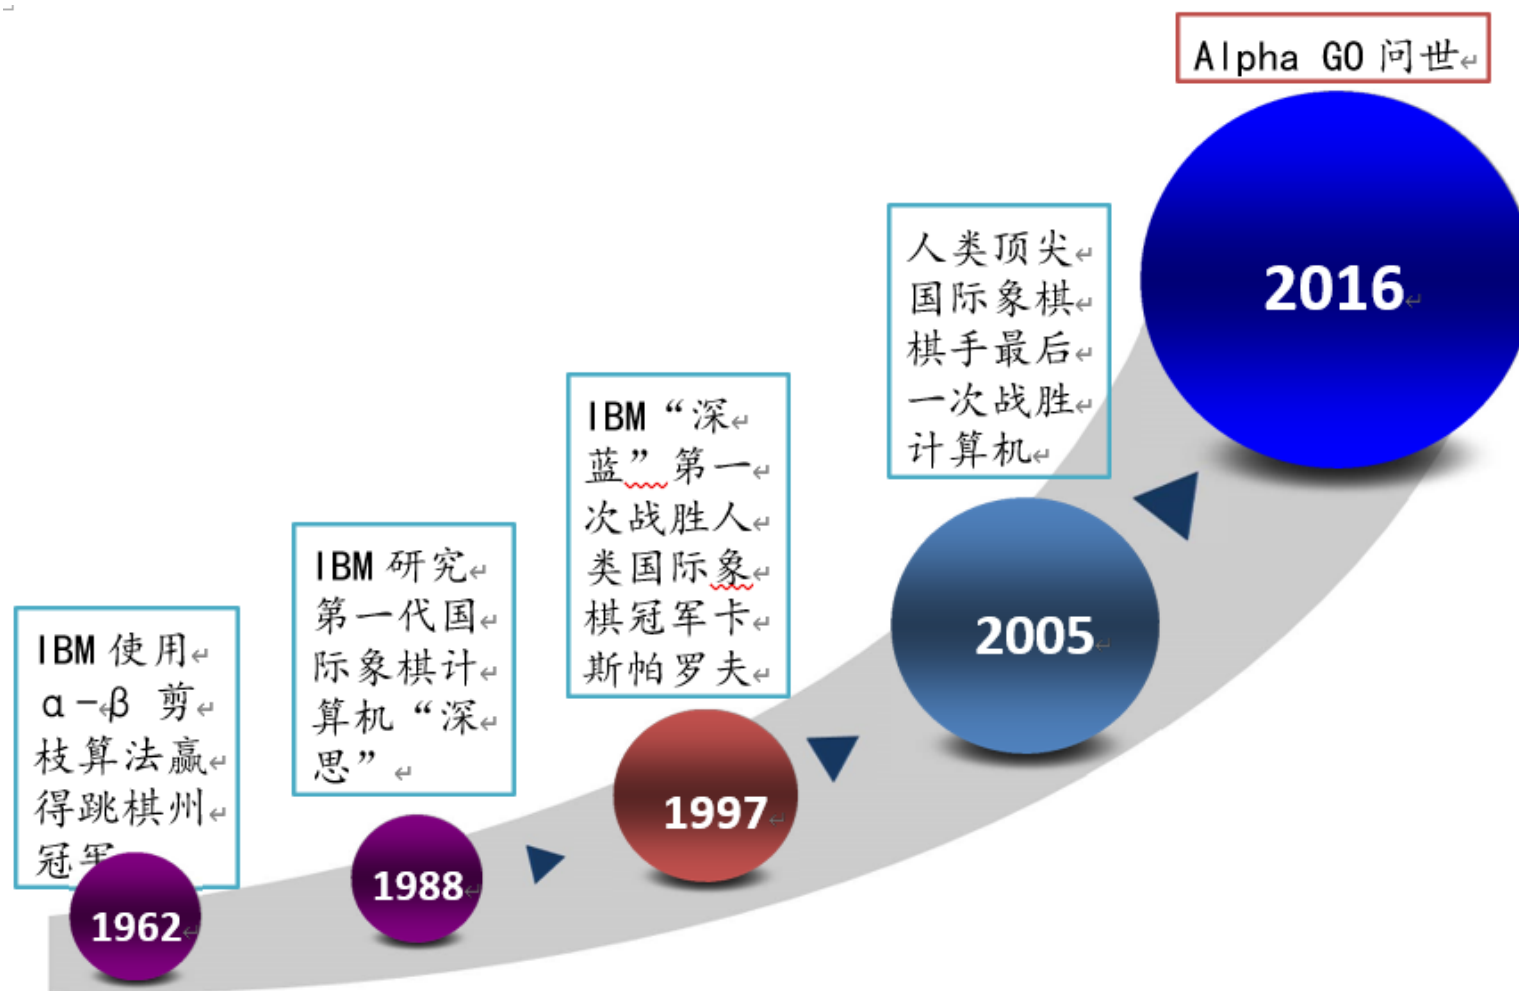 IBM 使用
α-β 剪
枝算法赢
得跳棋州
冠军
1962
IBM 研究
第一代国
际象棋计
算机“深
思”
1988
IBM“深
蓝”第一
次战胜人
类国际象
棋冠军卡
斯帕罗夫
1997
人类顶尖
国际象棋
棋手最后
一次战胜
计算机
2005
Alpha GO 问世
2016